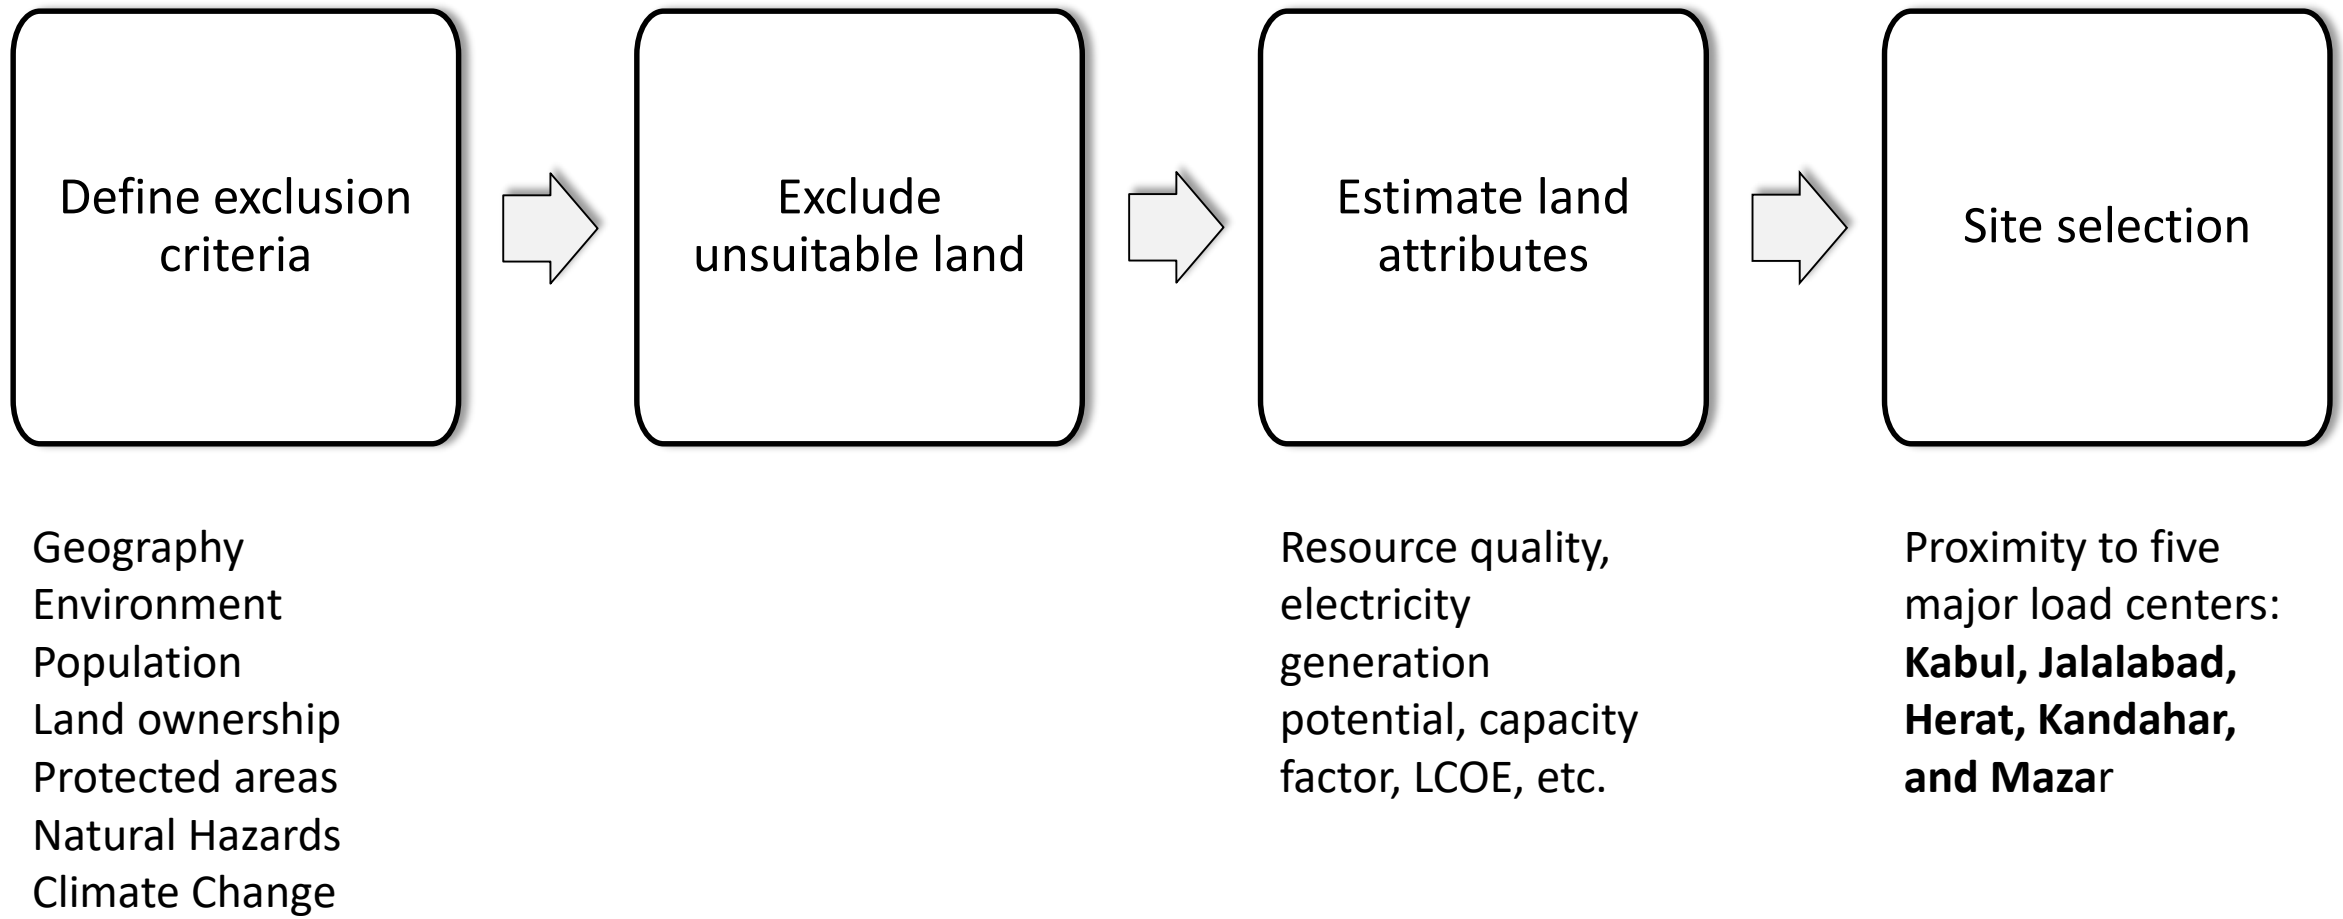 Define exclusion
criteria
Exclude
unsuitable land
Estimate land
attributes
Site selection
Geography
Environment
Population
Land ownership
Protected areas
Natural Hazards
Climate Change
Resource quality,
electricity
generation
potential, capacity
factor, LCOE, etc.
Proximity to five
major load centers:
Kabul, Jalalabad,
Herat, Kandahar,
and Mazar